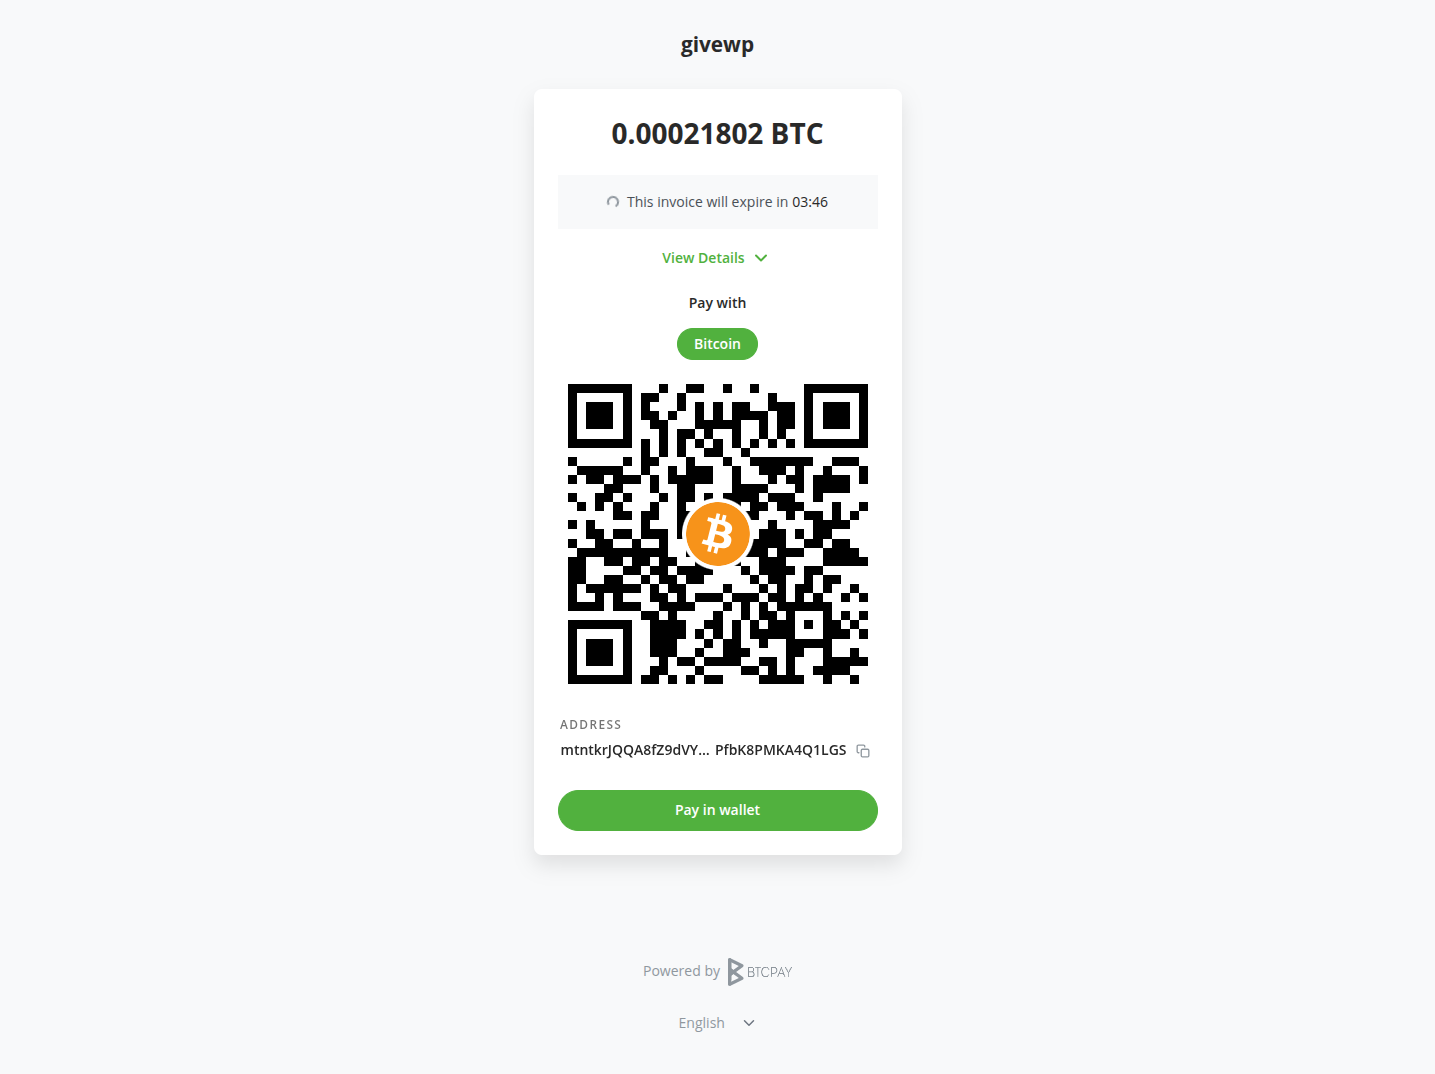 givewp
0.00021802 BTC
This invoice will expire in 03:46
View Details
Pay with
Bitcoin
ADDRESS
mtntkrJQQA8fZ9dVY... PfbK8PMKA4Q1LGS
Pay in wallet
Powered by BTCPAY
English